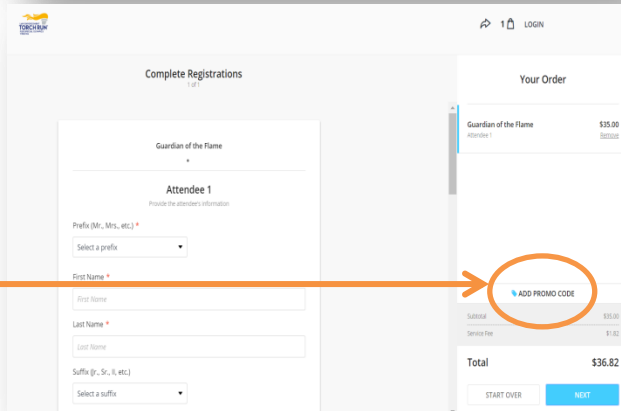 TORCH RUN
1
LOGIN
Complete Registrations
1 of 1
Guardian of the Flame
*
Attendee 1
Provide the attendee's information
Prefix (Mr., Mrs., etc.) *
Select a prefix
First Name *
First Name
Last Name *
Last Name
Suffix (Jr., Sr., II, etc.)
Select a suffix
Your Order
Guardian of the Flame $35.00
Attendee 1 Remove
ADD PROMO CODE
Subtotal $35.00
Service Fee $1.82
Total $36.82
START OVER NEXT